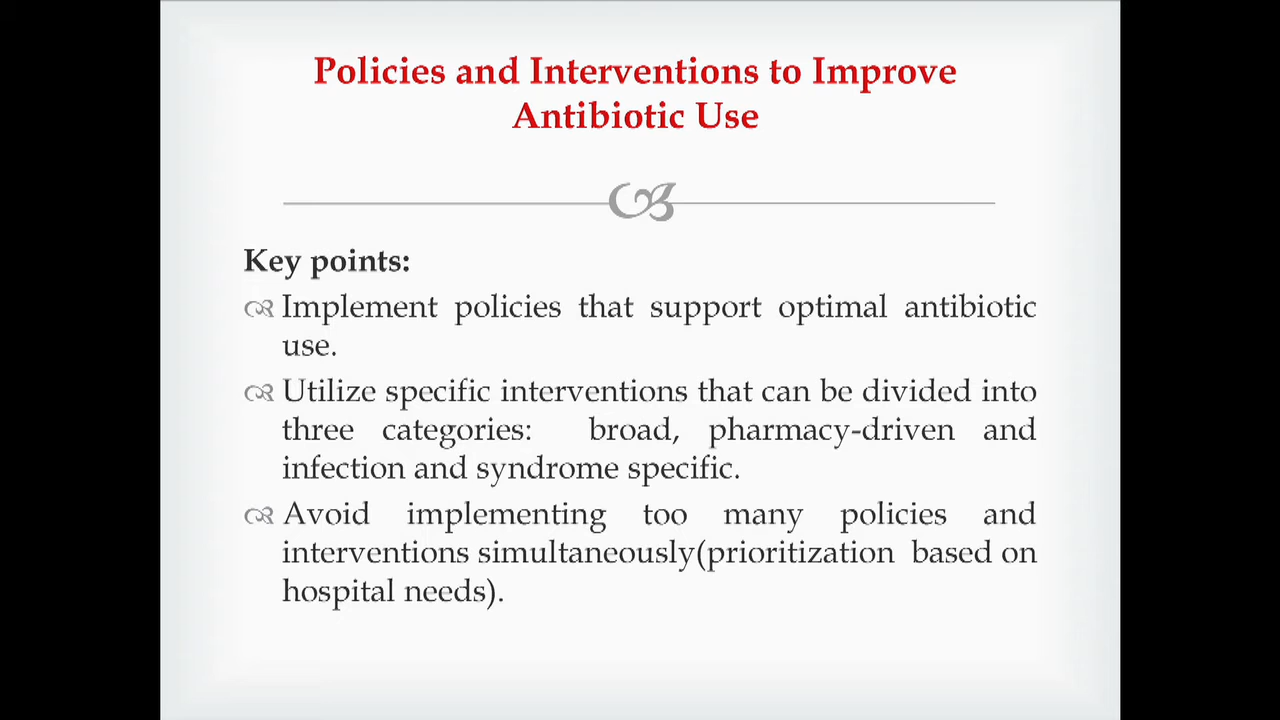 Policies and Interventions to Improve
Antibiotic Use
Key points:
Implement policies that support optimal antibiotic
use.
Utilize specific interventions that can be divided into
three categories: broad, pharmacy-driven and
infection and syndrome specific.
Avoid implementing too many policies and
interventions simultaneously(prioritization based on
hospital needs).